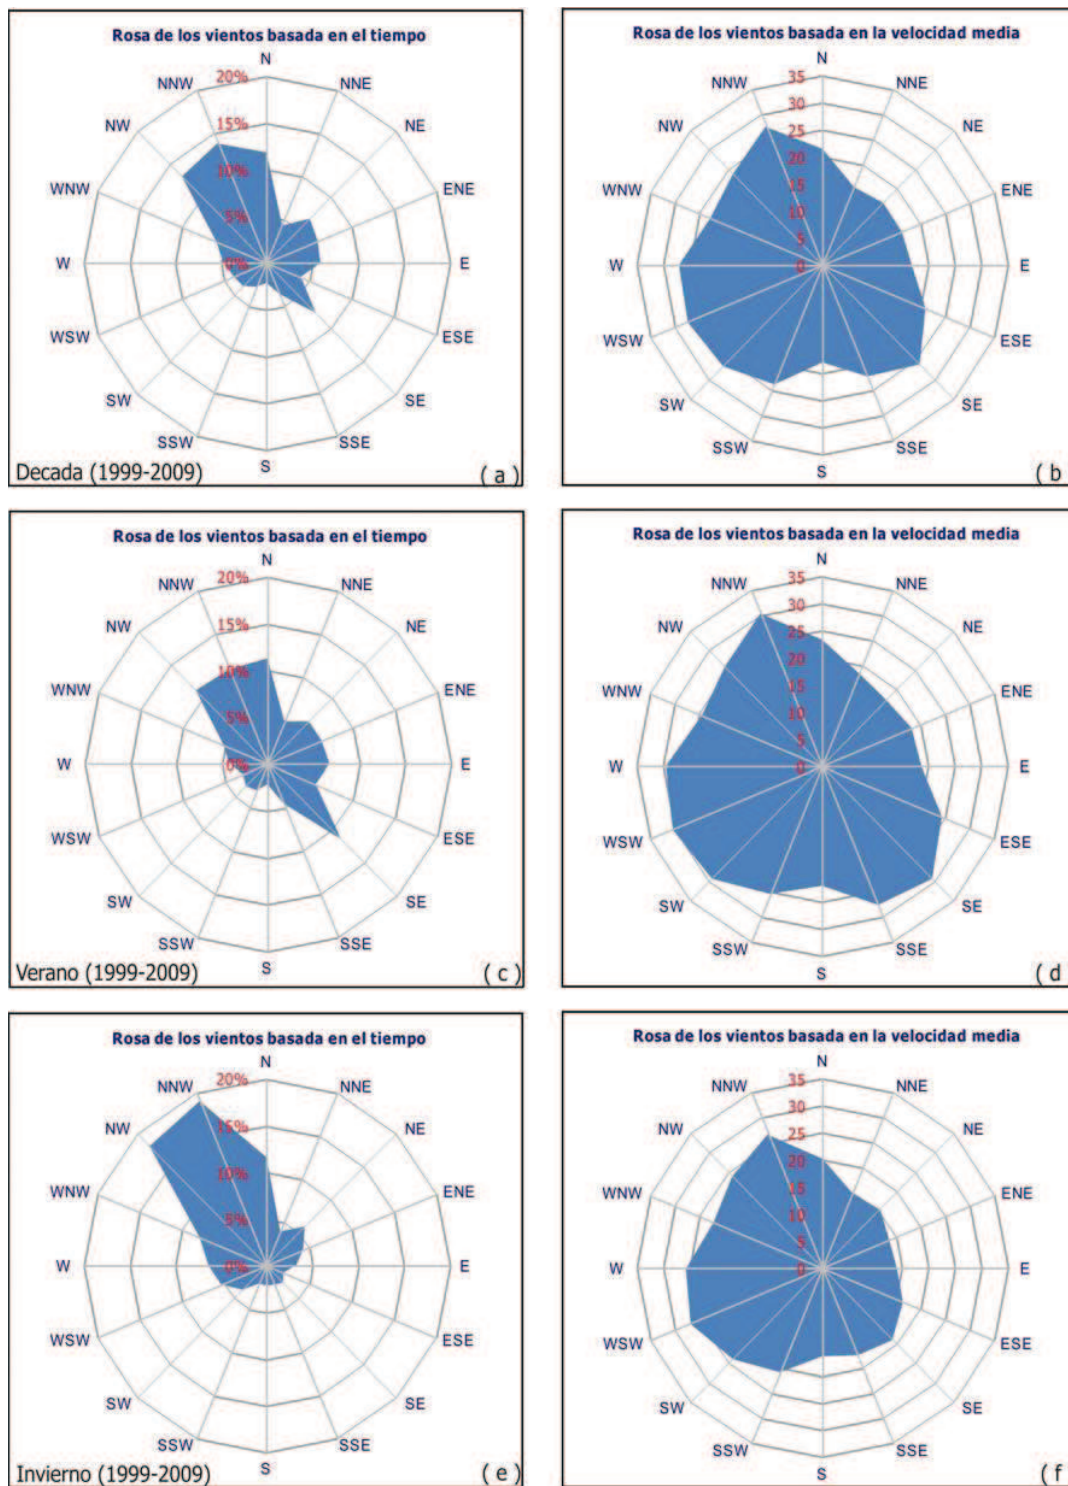 Rosa de los vientos basada en el tiempo
N
NNW
20%
NNE
NW
15%
NE
WNW
10%
ENE
5%
W
0%
E
WSW
ESE
SW
SE
SSW
SSE
S
Decada (1999-2009)
( a )
Rosa de los vientos basada en la velocidad media
N
NNW
35
NNE
30
NW
25
NE
20
WNW
15
ENE
10
5
W
0
E
WSW
ESE
SW
SE
SSW
SSE
S
( b )
Rosa de los vientos basada en el tiempo
N
NNW
20%
NNE
NW
15%
NE
WNW
10%
ENE
5%
W
0%
E
WSW
ESE
SW
SE
SSW
SSE
S
Verano (1999-2009)
( c )
Rosa de los vientos basada en la velocidad media
N
NNW
35
NNE
30
NW
25
NE
20
WNW
15
ENE
10
5
W
0
E
WSW
ESE
SW
SE
SSW
SSE
S
( d )
Rosa de los vientos basada en el tiempo
N
NNW
20%
NNE
NW
15%
NE
WNW
10%
ENE
5%
W
0%
E
WSW
ESE
SW
SE
SSW
SSE
S
Invierno (1999-2009)
( e )
Rosa de los vientos basada en la velocidad media
N
NNW
35
NNE
30
NW
25
NE
20
WNW
15
ENE
10
5
W
0
E
WSW
ESE
SW
SE
SSW
SSE
S
( f )